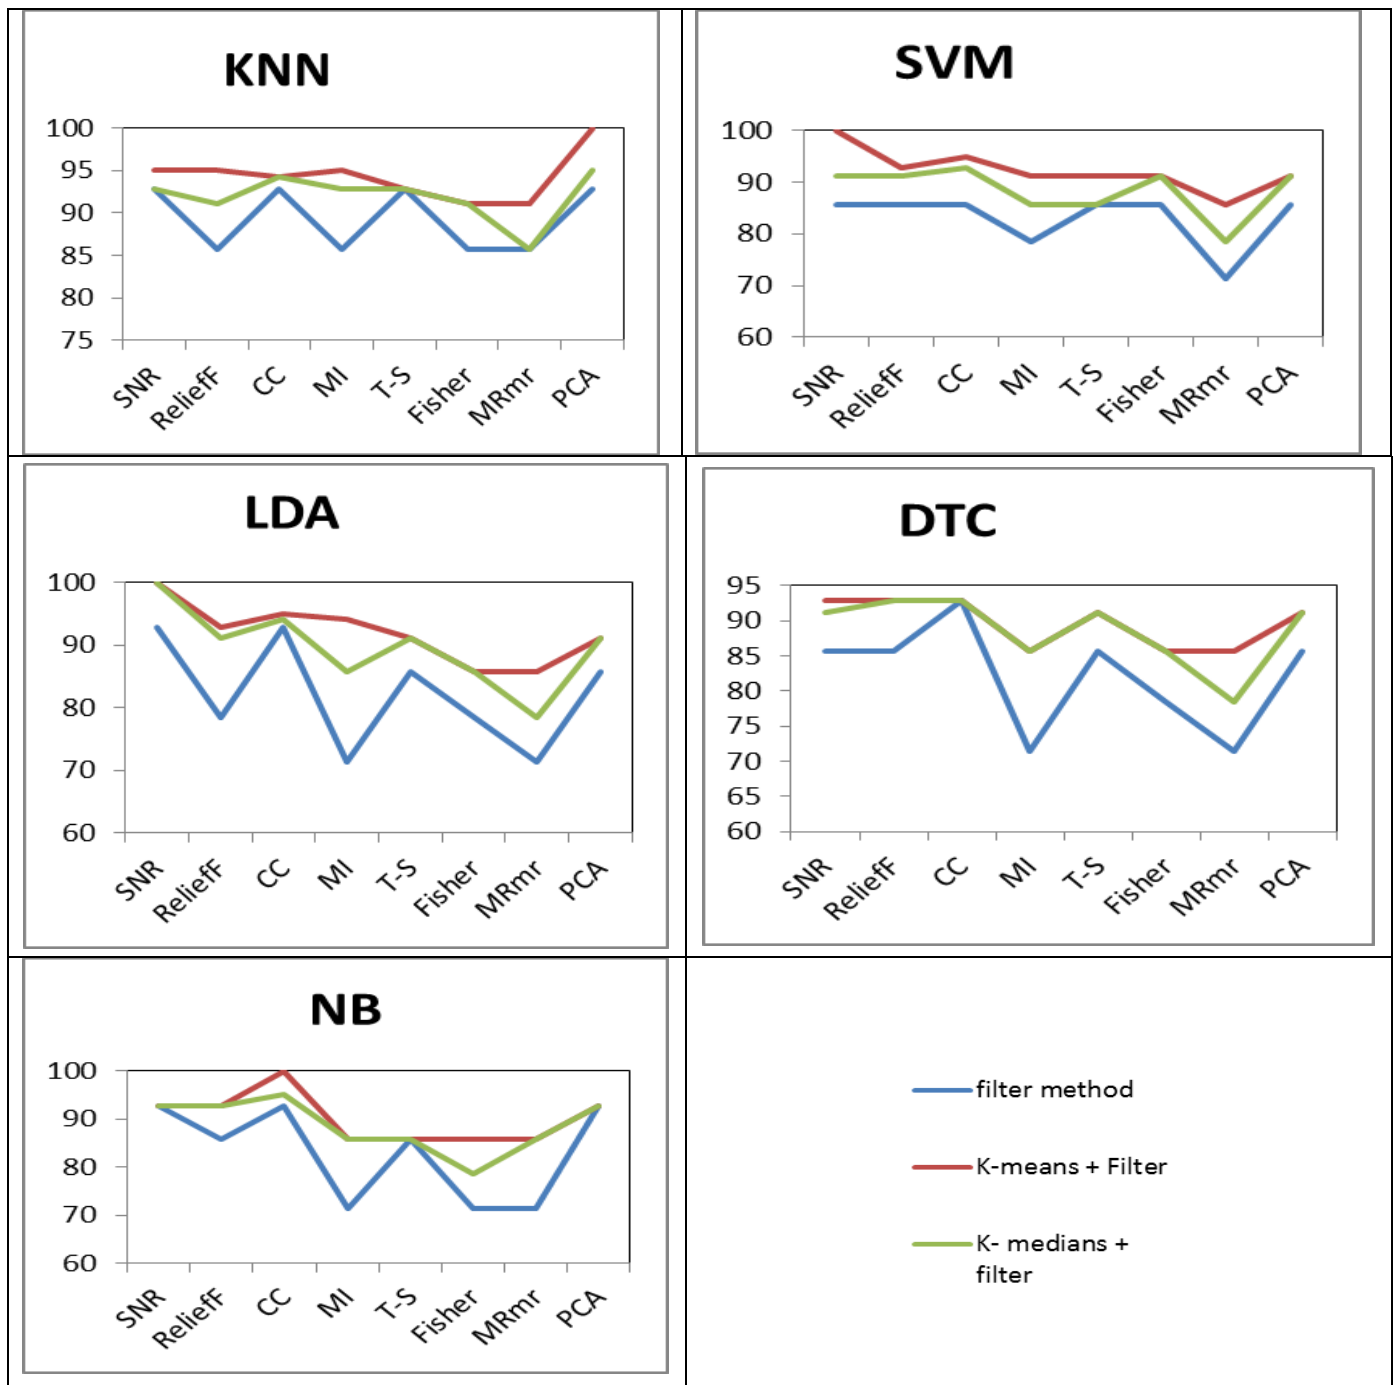 KNN
100
95
90
85
80
75
SNR
ReliefF
CC
MI
T-S
Fisher
MRmr
PCA
SVM
100
90
80
70
60
SNR
ReliefF
CC
MI
T-S
Fisher
MRmr
PCA
LDA
100
90
80
70
60
SNR
ReliefF
CC
MI
T-S
Fisher
MRmr
PCA
DTC
95
90
85
80
75
70
65
60
SNR
ReliefF
CC
MI
T-S
Fisher
MRmr
PCA
NB
100
90
80
70
60
SNR
ReliefF
CC
MI
T-S
Fisher
MRmr
PCA
filter method
K-means + Filter
K- medians +
filter